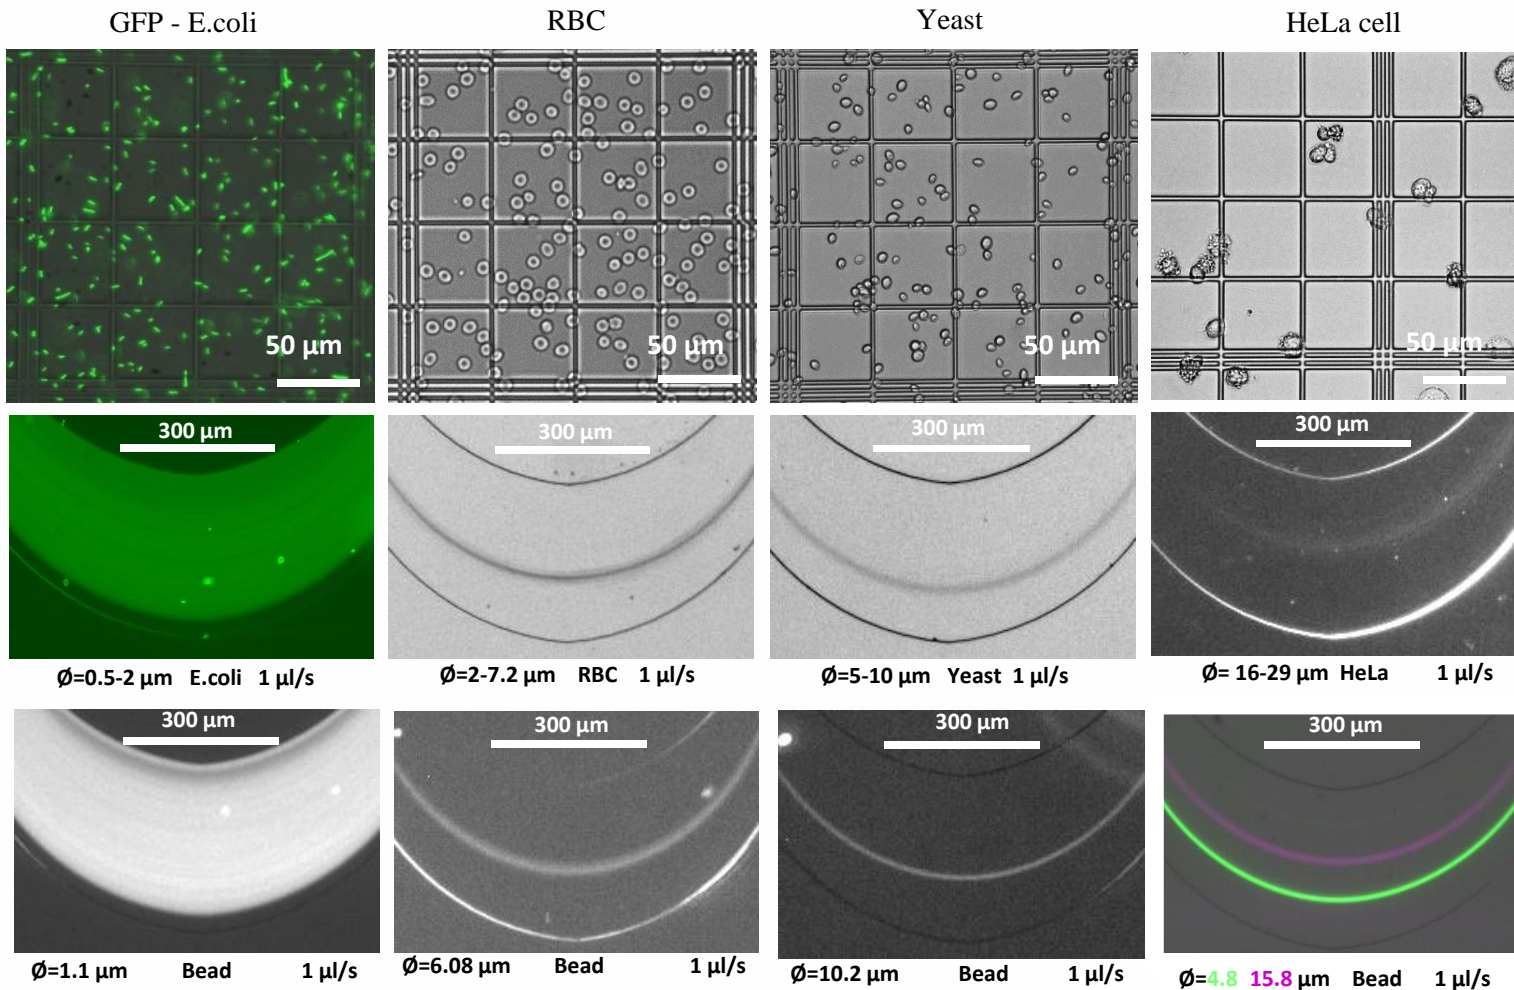 GFP - E.coli RBC Yeast HeLa cell
50 µm 50 µm 50 µm 50 µm
300 µm 300 µm 300 µm 300 µm
Ø=0.5-2 µm E.coli 1 µl/s Ø=2-7.2 µm RBC 1 µl/s Ø=5-10 µm Yeast 1 µl/s Ø= 16-29 µm HeLa 1 µl/s
300 µm 300 µm 300 µm 300 µm
Ø=1.1 µm Bead 1 µl/s Ø=6.08 µm Bead 1 µl/s Ø=10.2 µm Bead 1 µl/s Ø=4.8 15.8 µm Bead 1 µl/s